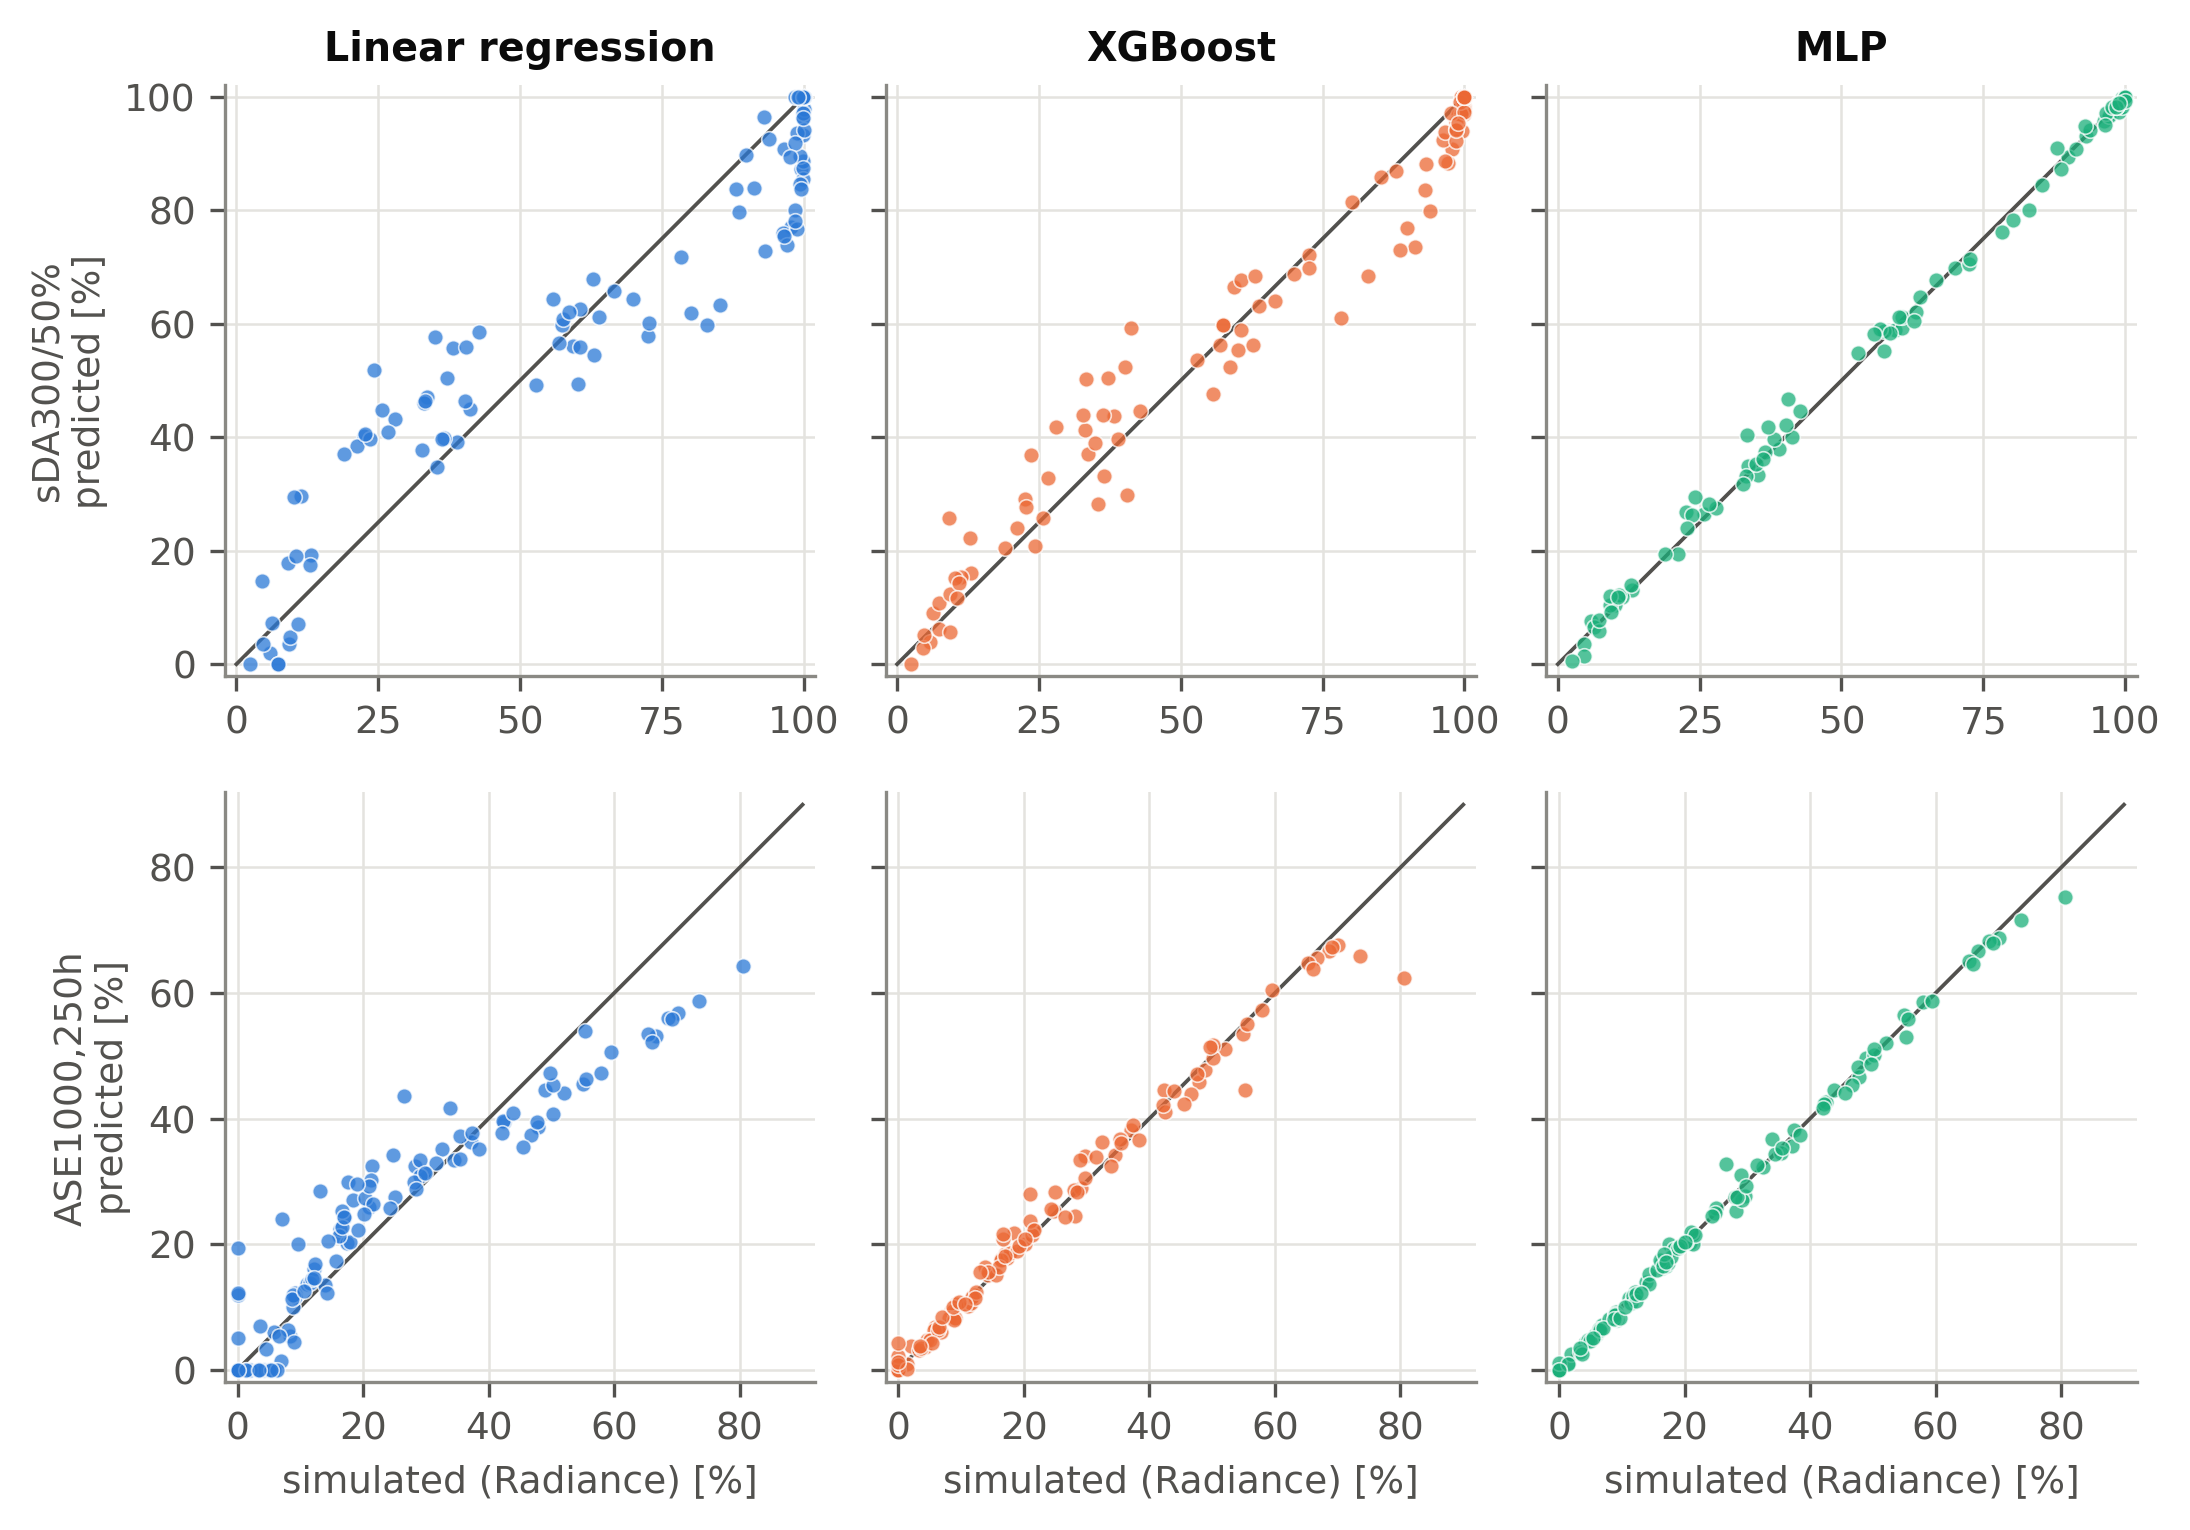 Linear regression
XGBoost
MLP
sDA300/50%
predicted [%]
100
80
60
40
20
0
0 25 50 75 100
0 25 50 75 100
0 25 50 75 100
ASE1000,250h
predicted [%]
80
60
40
20
0
0 20 40 60 80
0 20 40 60 80
0 20 40 60 80
simulated (Radiance) [%]
simulated (Radiance) [%]
simulated (Radiance) [%]